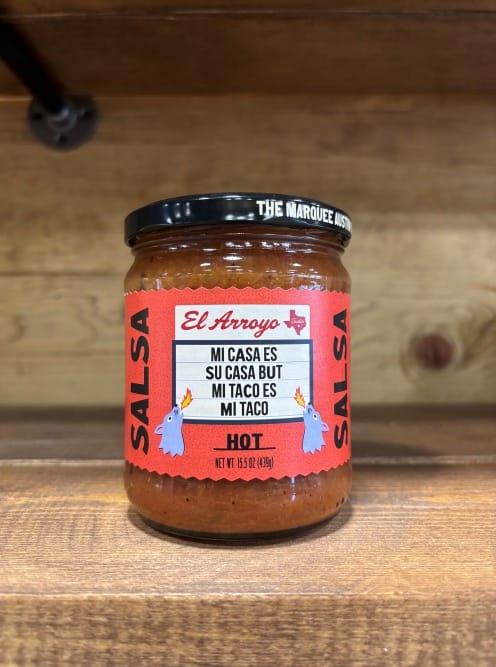 THE MARQUEE AUSTIN
SALSA
El Arroyo
MI CASA ES
SU CASA BUT
MI TACO ES
MI TACO
HOT
NET WT. 15.5 OZ (439g)
SALSA